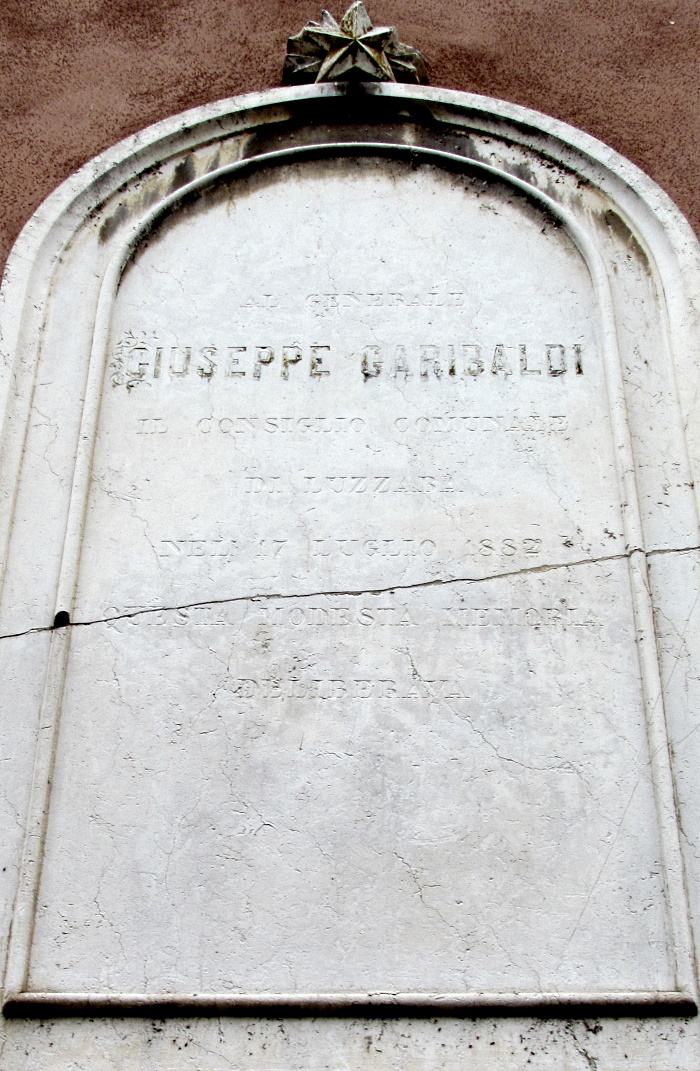 AL GENERALE
GIUSEPPE GARIBALDI
IL CONSIGLIO COMUNALE
DI LUZZARA
NEL 17 LUGLIO 1882
QUESTA MODESTA MEMORIA
DELIBERAVA